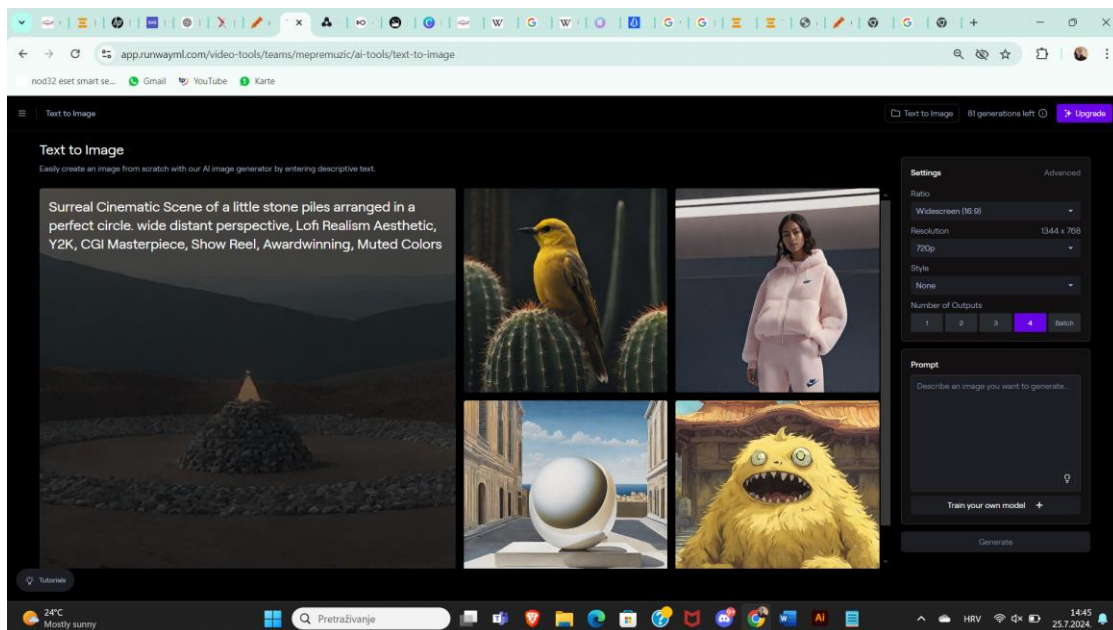 app.runwayml.com/video-tools/teams/mepremuzic/ai-tools/text-to-image
nod32 eset smart se...
Gmail
YouTube
Karte
Text to Image
Text to Image
81 generations left
Upgrade
Text to Image
Easily create an image from scratch with our AI image generator by entering descriptive text.
Surreal Cinematic Scene of a little stone piles arranged in a
perfect circle. wide distant perspective, Lofi Realism Aesthetic,
Y2K, CGI Masterpiece, Show Reel, Awardwinning, Muted Colors
Settings
Advanced
Ratio
Widescreen (16:9)
Resolution
1344 x 768
720p
Style
None
Number of Outputs
1
2
3
4
Batch
Prompt
Describe an image you want to generate...
Train your own model +
Generate
Tutorials
24°C
Mostly sunny
Pretraživanje
HRV
14:45
25.7.2024.